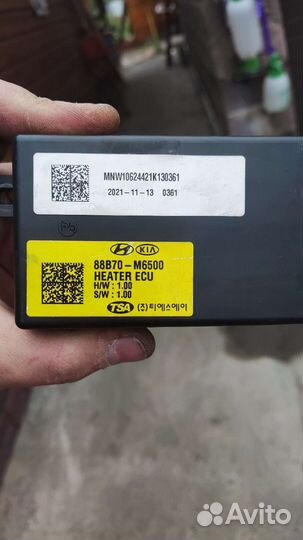 MNW10624421K130361
2021-11-13 0361
HYUNDAI KIA
88B70-M6500
HEATER ECU
H/W : 1.00
S/W : 1.00
TSA (주)티에스에이
Avito